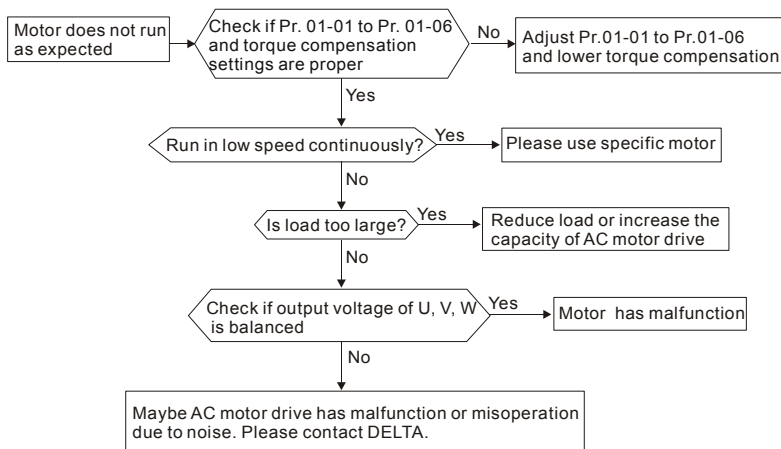 Motor does not run
as expected
Check if Pr. 01-01 to Pr. 01-06
and torque compensation
settings are proper
No
Adjust Pr.01-01 to Pr.01-06
and lower torque compensation
Yes
Run in low speed continuously?
Yes
Please use specific motor
No
Is load too large?
Yes
Reduce load or increase the
capacity of AC motor drive
No
Check if output voltage of U, V, W
is balanced
Yes
Motor has malfunction
No
Maybe AC motor drive has malfunction or misoperation
due to noise. Please contact DELTA.